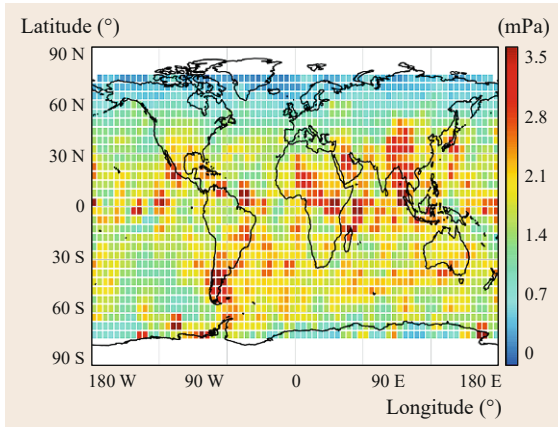 Latitude (°)
(mPa)
90 N
60 N
30 N
0
30 S
60 S
90 S
3.5
2.8
2.1
1.4
0.7
0
180 W
90 W
0
90 E
180 E
Longitude (°)